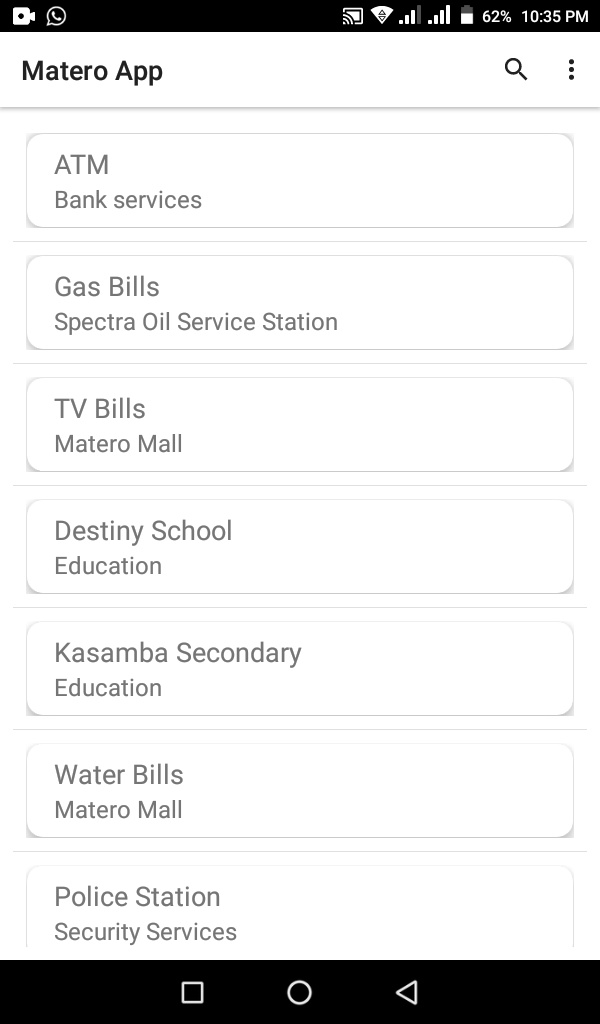 62% 10:35 PM
Matero App
ATM
Bank services
Gas Bills
Spectra Oil Service Station
TV Bills
Matero Mall
Destiny School
Education
Kasamba Secondary
Education
Water Bills
Matero Mall
Police Station
Security Services